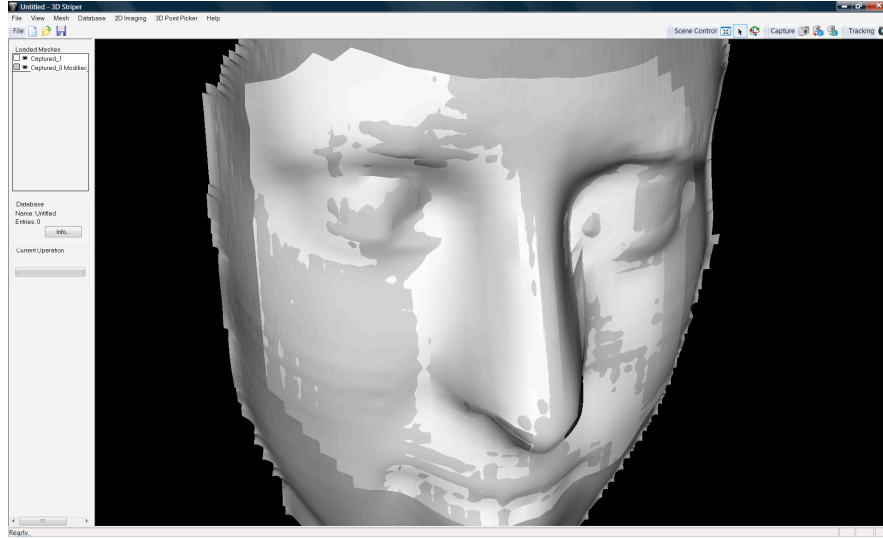 Untitled - 3D Striper
File View Mesh Database 2D Imaging 3D Point Picker Help
File Scene Control Capture Tracking
Loaded Meshes
Captured_1
Captured_0 Modified
Database
Name: Untitled
Entries: 0
Info...
Current Operation
Ready..